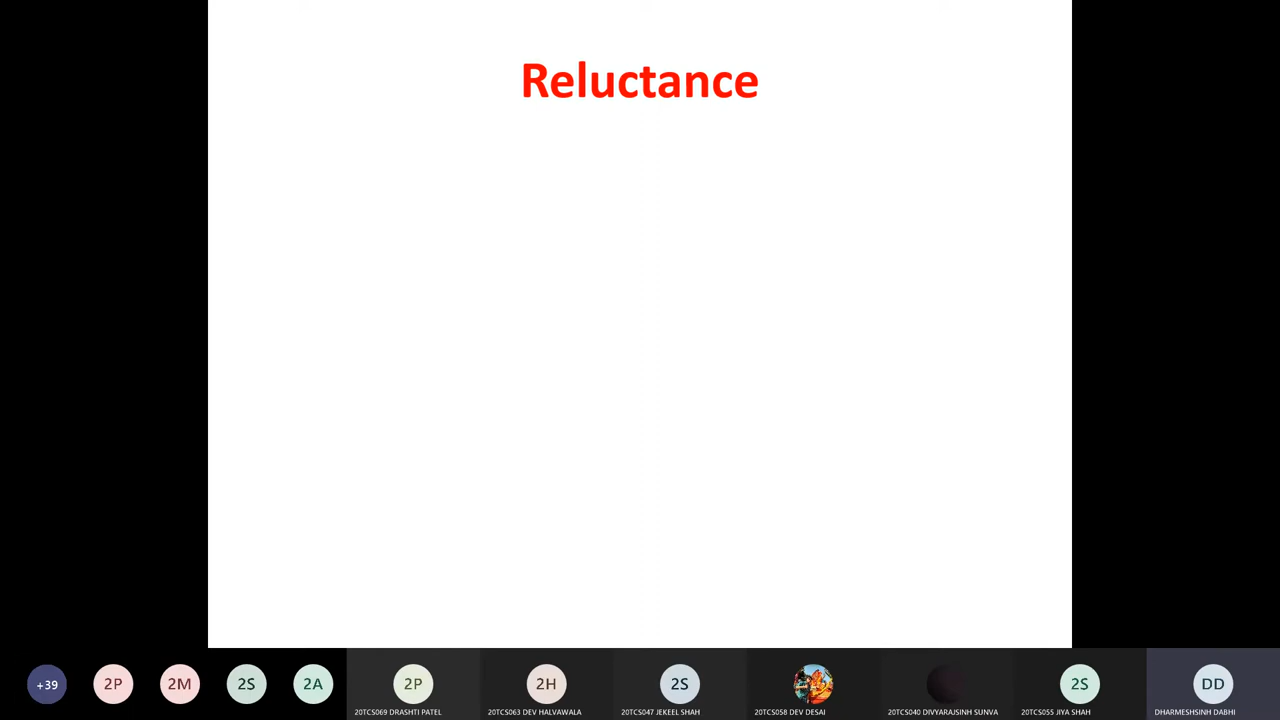 Reluctance
+39
2P
2M
2S
2A
2P
2H
2S
2S
DD
20TCS069 DRASHTI PATEL
20TCS063 DEV HALVAWALA
20TCS047 JEKEEL SHAH
20TCS058 DEV DESAI
20TCS040 DIVYARAJSINH SUNVA
20TCS055 JIYA SHAH
DHARMESHSINH DABHI